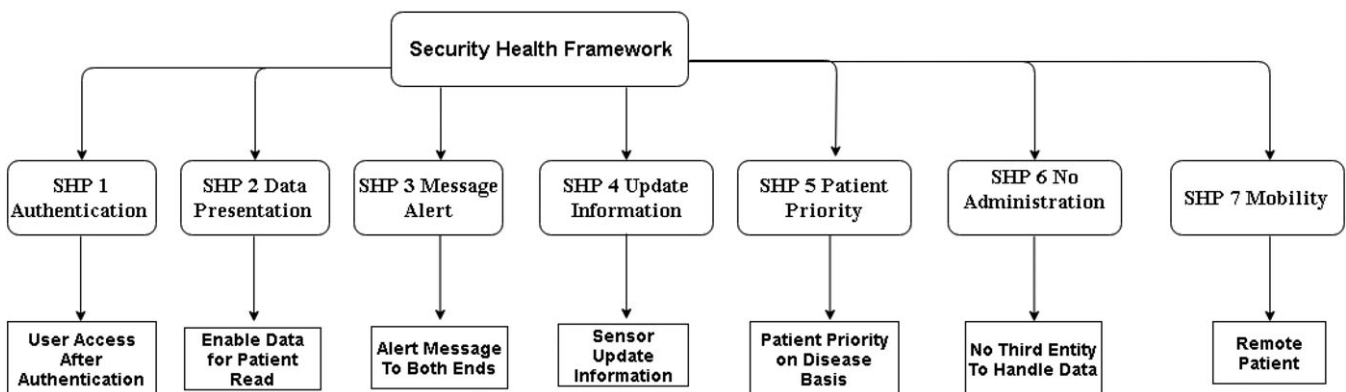 Security Health Framework
SHP 1
Authentication
SHP 2 Data
Presentation
SHP 3 Message
Alert
SHP 4 Update
Information
SHP 5 Patient
Priority
SHP 6 No
Administration
SHP 7 Mobility
User Access
After
Authentication
Enable Data
for Patient
Read
Alert Message
To Both Ends
Sensor
Update
Information
Patient Priority
on Disease
Basis
No Third Entity
To Handle Data
Remote
Patient